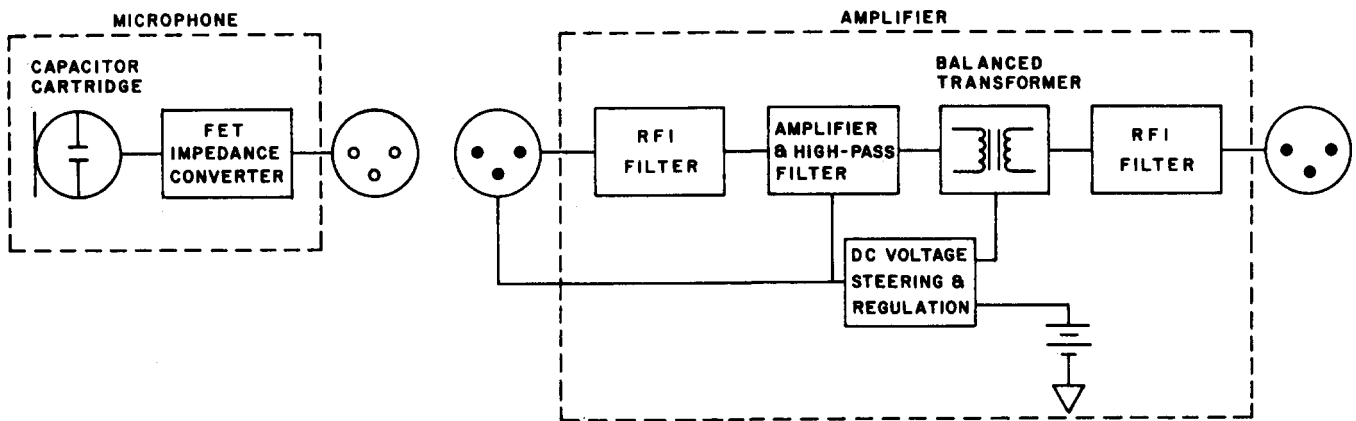 MICROPHONE
CAPACITOR
CARTRIDGE
FET
IMPEDANCE
CONVERTER
AMPLIFIER
RFI
FILTER
AMPLIFIER
& HIGH-PASS
FILTER
BALANCED
TRANSFORMER
RFI
FILTER
DC VOLTAGE
STEERING &
REGULATION